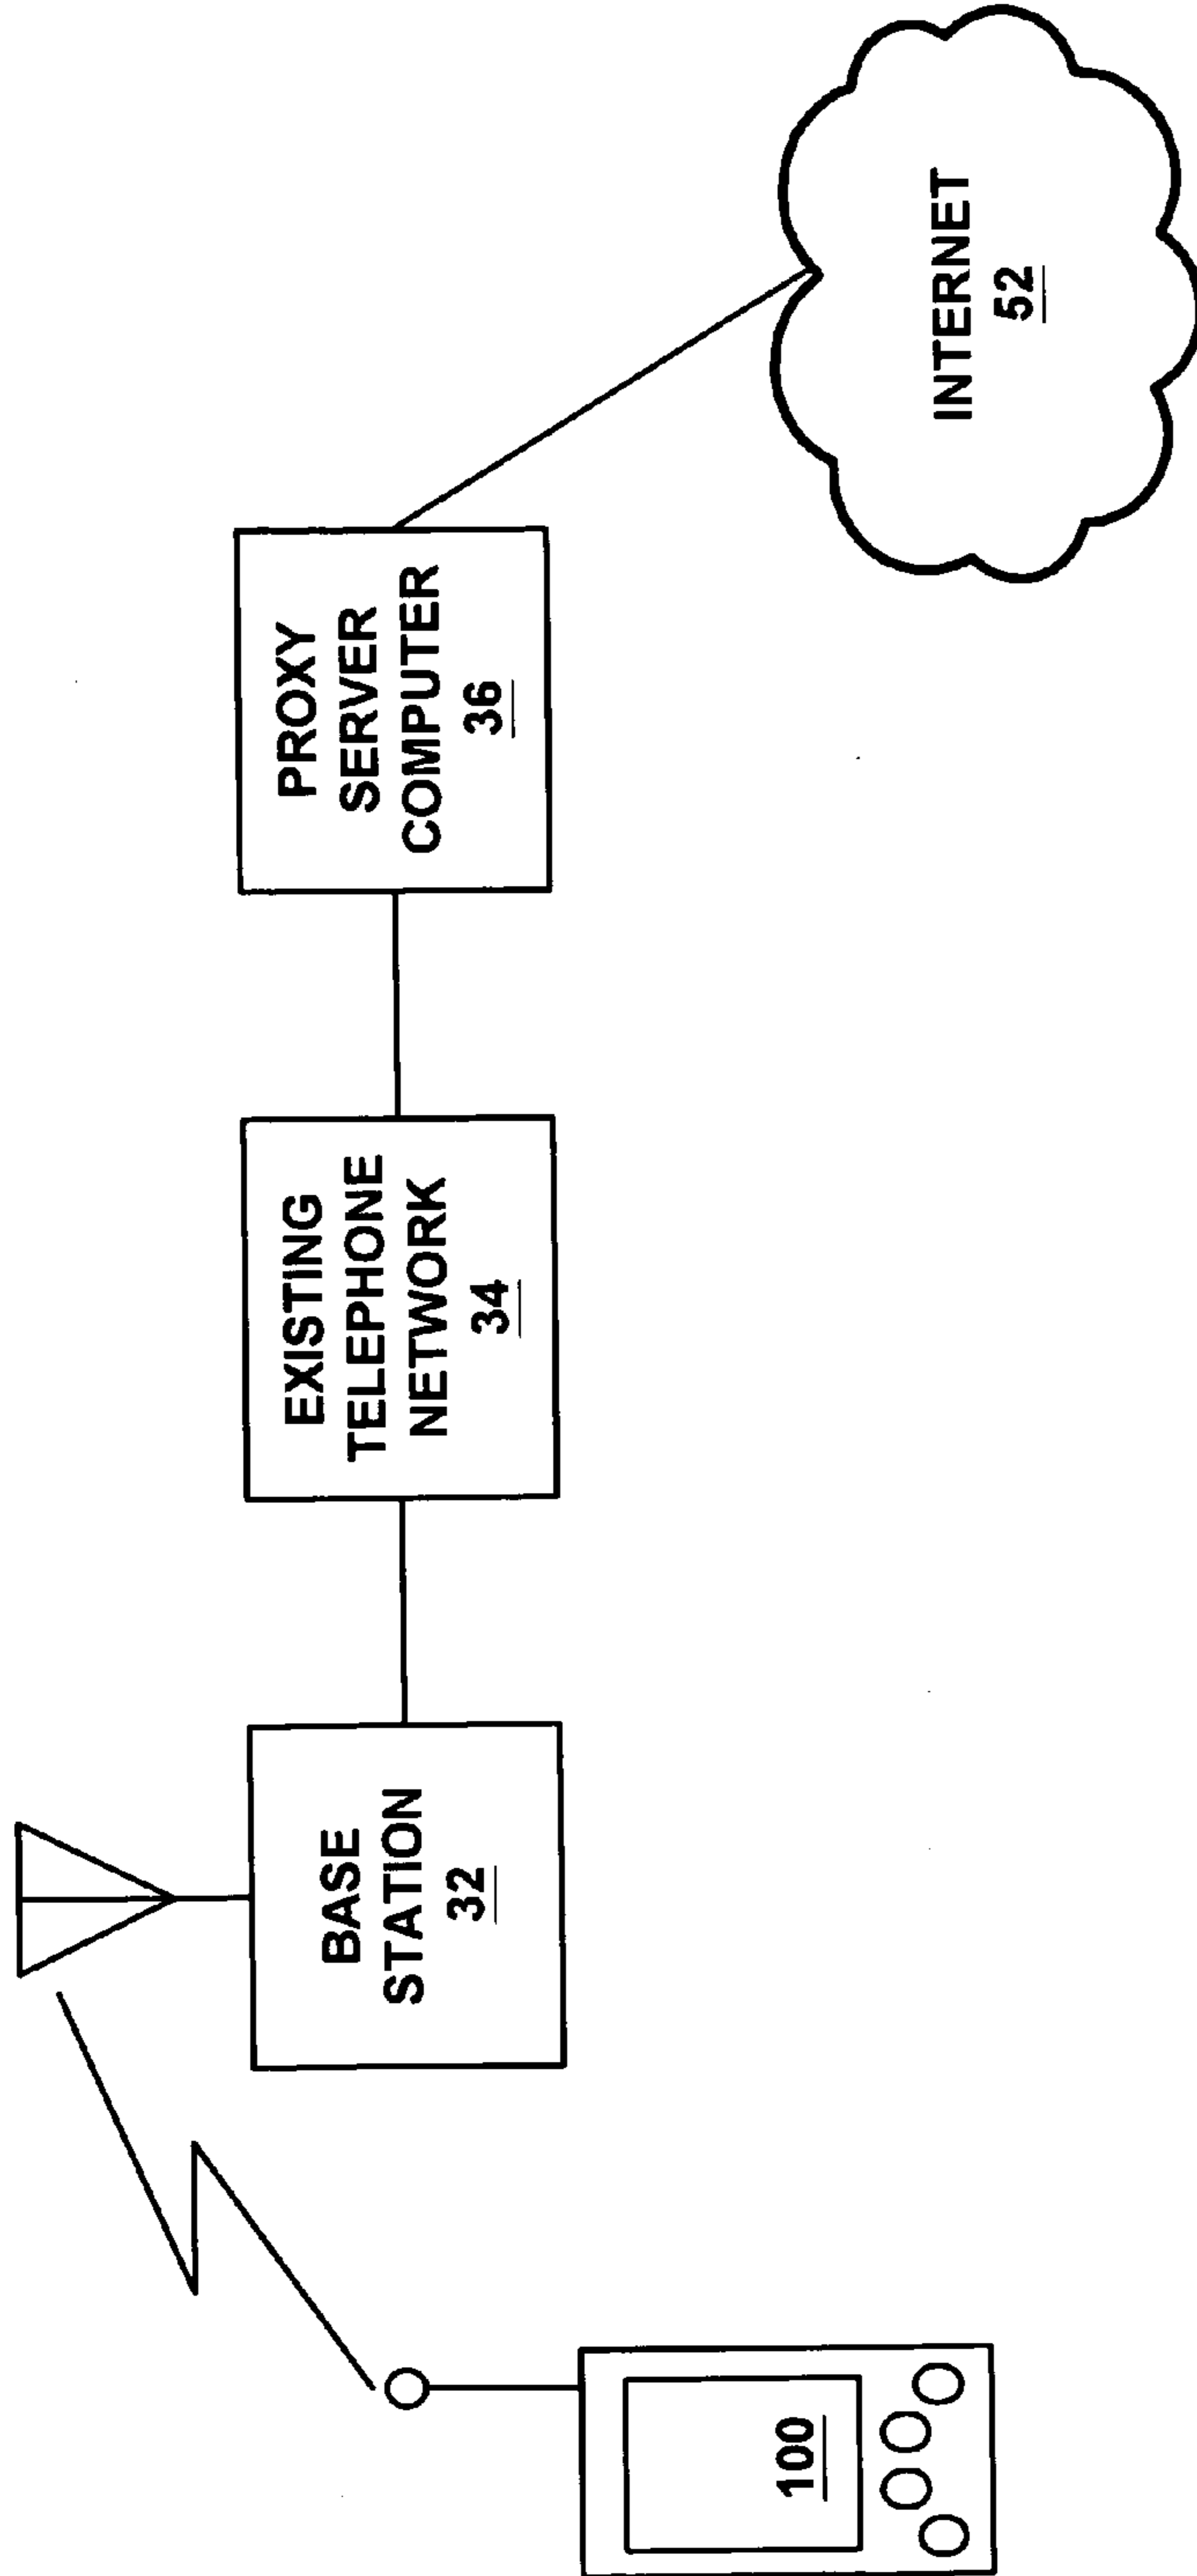 100
BASE
STATION
32
EXISTING
TELEPHONE
NETWORK
34
PROXY
SERVER
COMPUTER
36
INTERNET
52